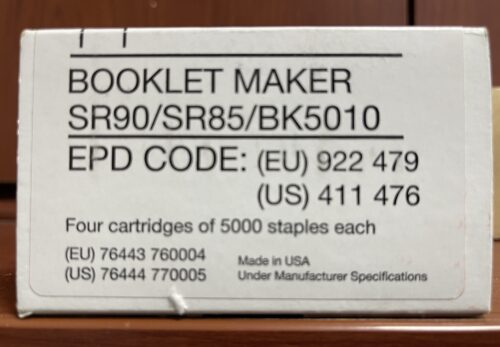 BOOKLET MAKER
SR90/SR85/BK5010
EPD CODE: (EU) 922 479
(US) 411 476
Four cartridges of 5000 staples each
(EU) 76443 760004
(US) 76444 770005
Made in USA
Under Manufacturer Specifications